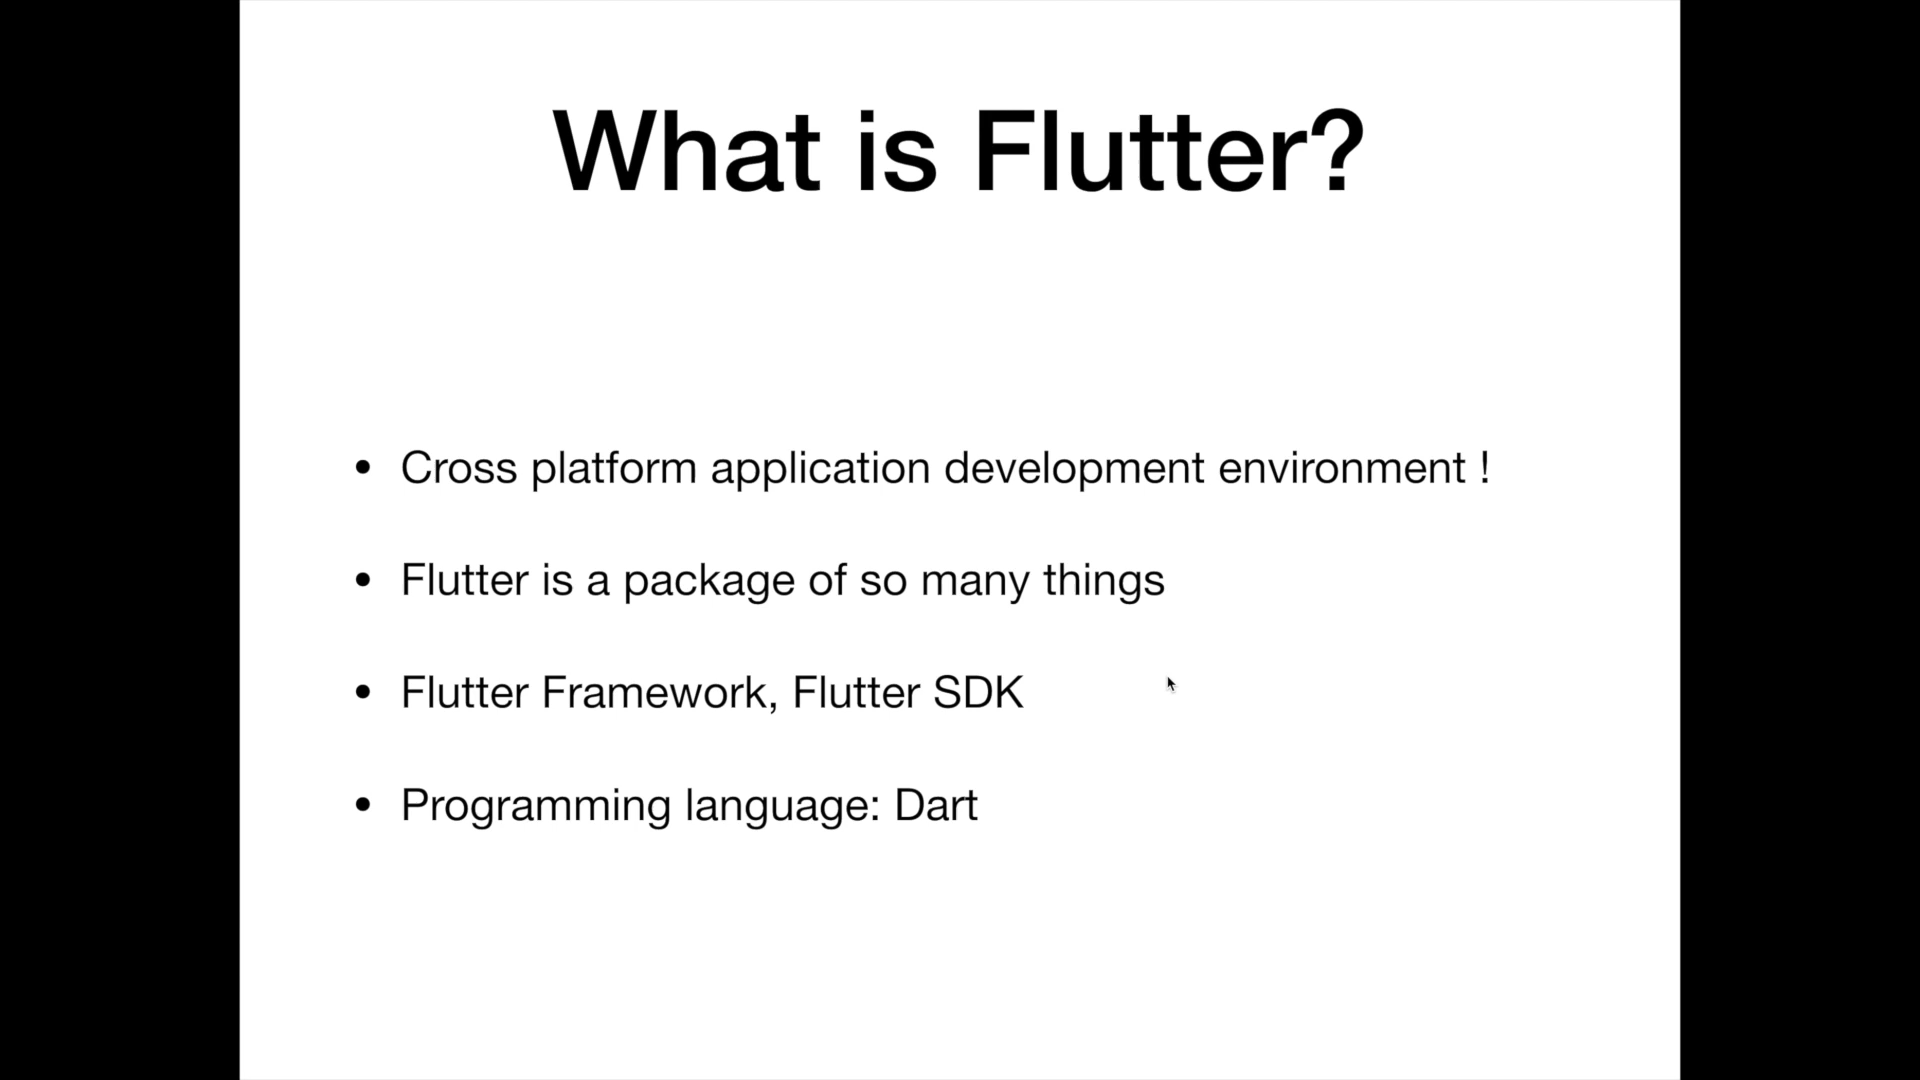 What is Flutter?
• Cross platform application development environment !
• Flutter is a package of so many things
• Flutter Framework, Flutter SDK
• Programming language: Dart